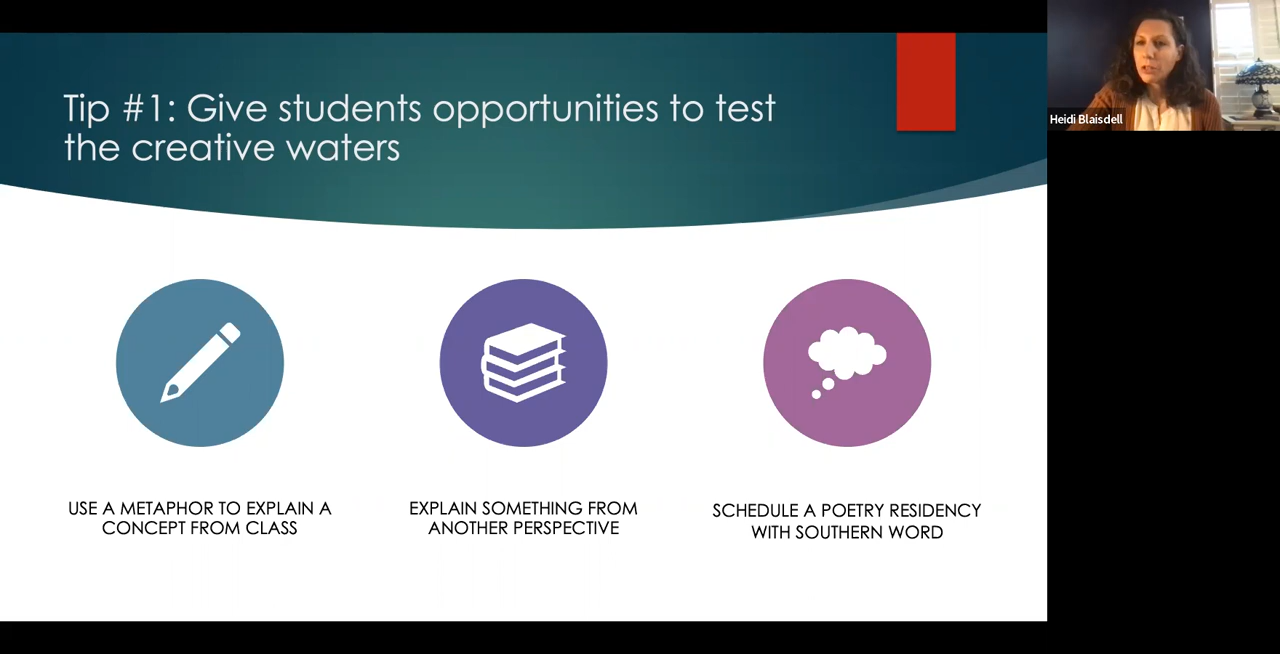 Tip #1: Give students opportunities to test
the creative waters
Heidi Blaisdell
USE A METAPHOR TO EXPLAIN A
CONCEPT FROM CLASS
EXPLAIN SOMETHING FROM
ANOTHER PERSPECTIVE
SCHEDULE A POETRY RESIDENCY
WITH SOUTHERN WORD